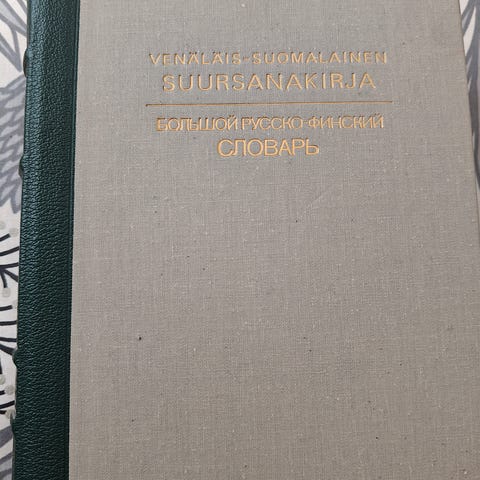 VENÄLÄIS-SUOMALAINEN
SUURSANAKIRJA
БОЛЬШОЙ РУССКО-ФИНСКИЙ
СЛОВАРЬ